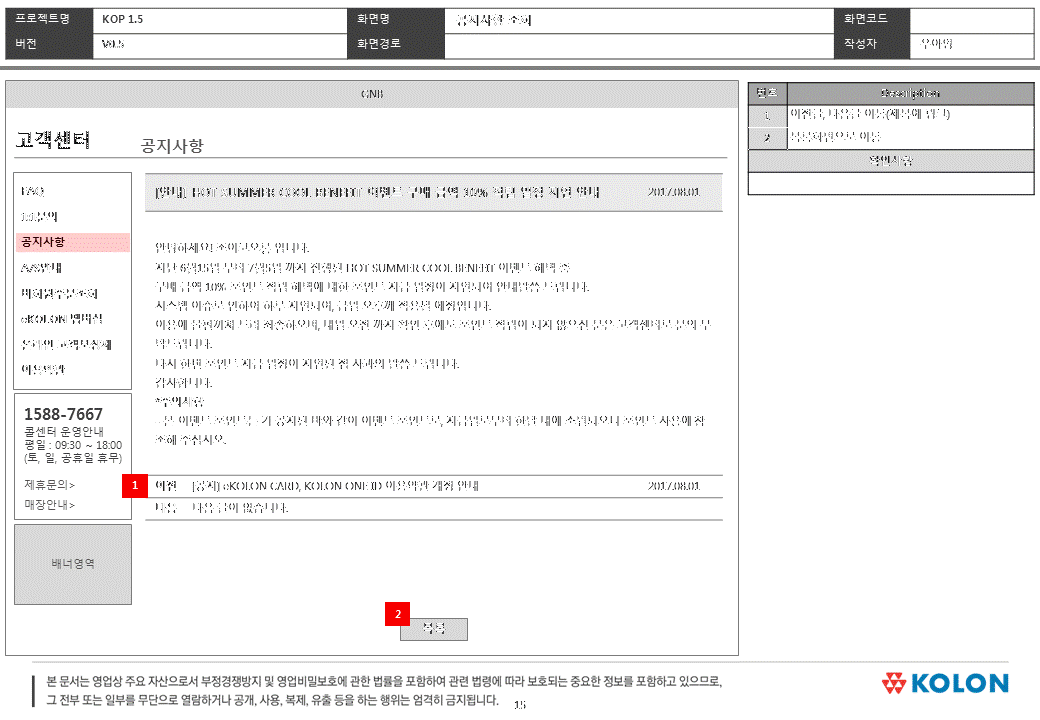 프로젝트명 KOP 1.5 화면명 공지사항 조회 화면코드
버전 V0.5 화면경로 작성자 우아영
GNB
고객센터
공지사항
FAQ
1:1문의
공지사항
A/S안내
비회원주문조회
eKOLON 멤버십
온라인 고객보상제
이용약관
1588-7667
콜센터 운영안내
평일 : 09:30 ~ 18:00
(토, 일, 공휴일 휴무)
제휴문의>
매장안내>
배너영역
[안내] HOT SUMMER COOL BENEFIT 이벤트 구매 금액 10% 적립 일정 지연 안내 2017.08.01
안녕하세요! 조이코오롱 입니다.
지난 6월15일 부터 7월5일 까지 진행된 HOT SUMMER COOL BENEFIT 이벤트 혜택 중
구매 금액 10% 포인트 적립 혜택에 대한 포인트 지급 일정이 지연되어 안내말씀드립니다.
시스템 이슈로 인하여 하루 지연되어, 금일 오후께 적용될 예정입니다.
이용에 불편끼쳐드려 죄송하오며, 내일 오전 까지 확인 후에도 포인트 적립이 되지 않으신 분은 고객센터로 문의 부
탁드립니다.
다시 한번 포인트 지급 일정이 지연된 점 사과의 말씀드립니다.
감사합니다.
*주의사항
- 본 이벤트 포인트는 기 공지된 바와 같이 이벤트 포인트로, 지급일로부터 한달 내에 소멸되오니 포인트 사용에 참
조해 주십시오.
1
이전 [공지] eKOLON CARD, KOLON ONE ID 이용약관 개정 안내 2017.08.01
다음 다음 글이 없습니다.
2
목록
번호 Description
1 이전글, 다음글 이동(제목에 링크)
2 목록화면으로 이동
확인사항
본 문서는 영업상 주요 자산으로서 부정경쟁방지 및 영업비밀보호에 관한 법률을 포함하여 관련 법령에 따라 보호되는 중요한 정보를 포함하고 있으므로,
그 전부 또는 일부를 무단으로 열람하거나 공개, 사용, 복제, 유출 등을 하는 행위는 엄격히 금지됩니다.
15
KOLON